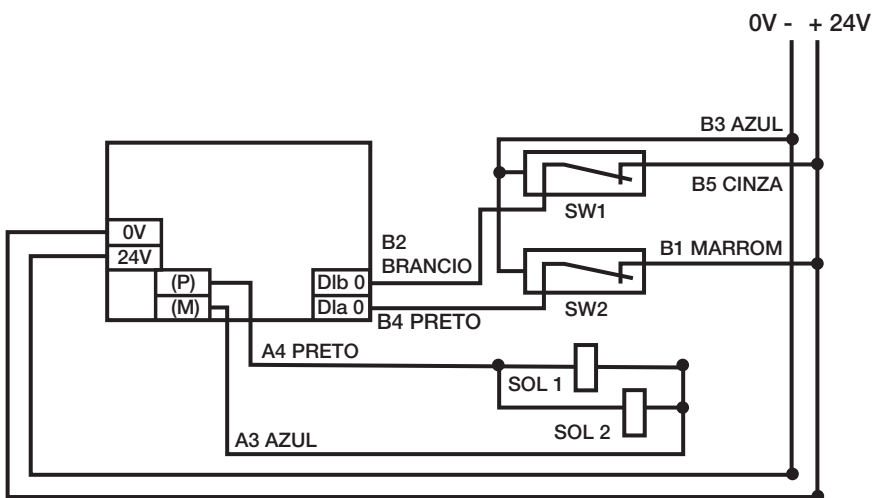 0V - + 24V
B3 AZUL
B5 CINZA
SW1
0V
24V
B2
BRANCIO
B1 MARROM
(P)
DIb 0
(M)
DIa 0
SW2
B4 PRETO
A4 PRETO
SOL 1
SOL 2
A3 AZUL